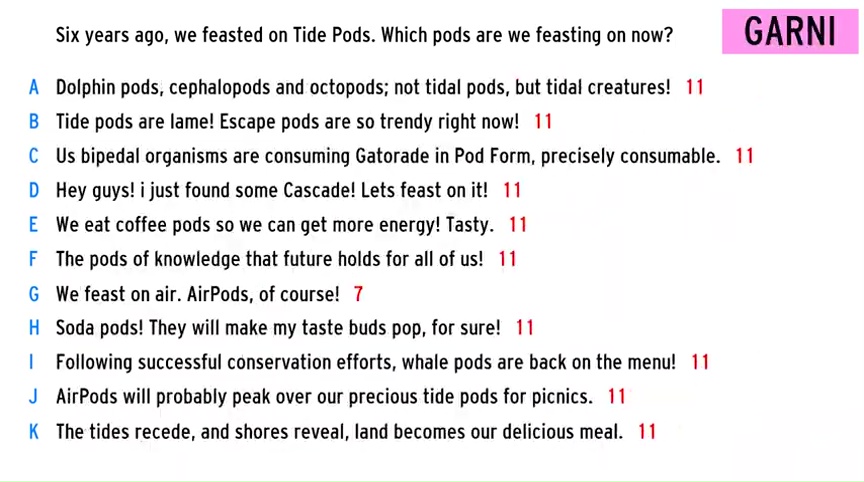 Six years ago, we feasted on Tide Pods. Which pods are we feasting on now?
GARNI
A Dolphin pods, cephalopods and octopods; not tidal pods, but tidal creatures! 11
B Tide pods are lame! Escape pods are so trendy right now! 11
C Us bipedal organisms are consuming Gatorade in Pod Form, precisely consumable. 11
D Hey guys! i just found some Cascade! Lets feast on it! 11
E We eat coffee pods so we can get more energy! Tasty. 11
F The pods of knowledge that future holds for all of us! 11
G We feast on air. AirPods, of course! 7
H Soda pods! They will make my taste buds pop, for sure! 11
I Following successful conservation efforts, whale pods are back on the menu! 11
J AirPods will probably peak over our precious tide pods for picnics. 11
K The tides recede, and shores reveal, land becomes our delicious meal. 11